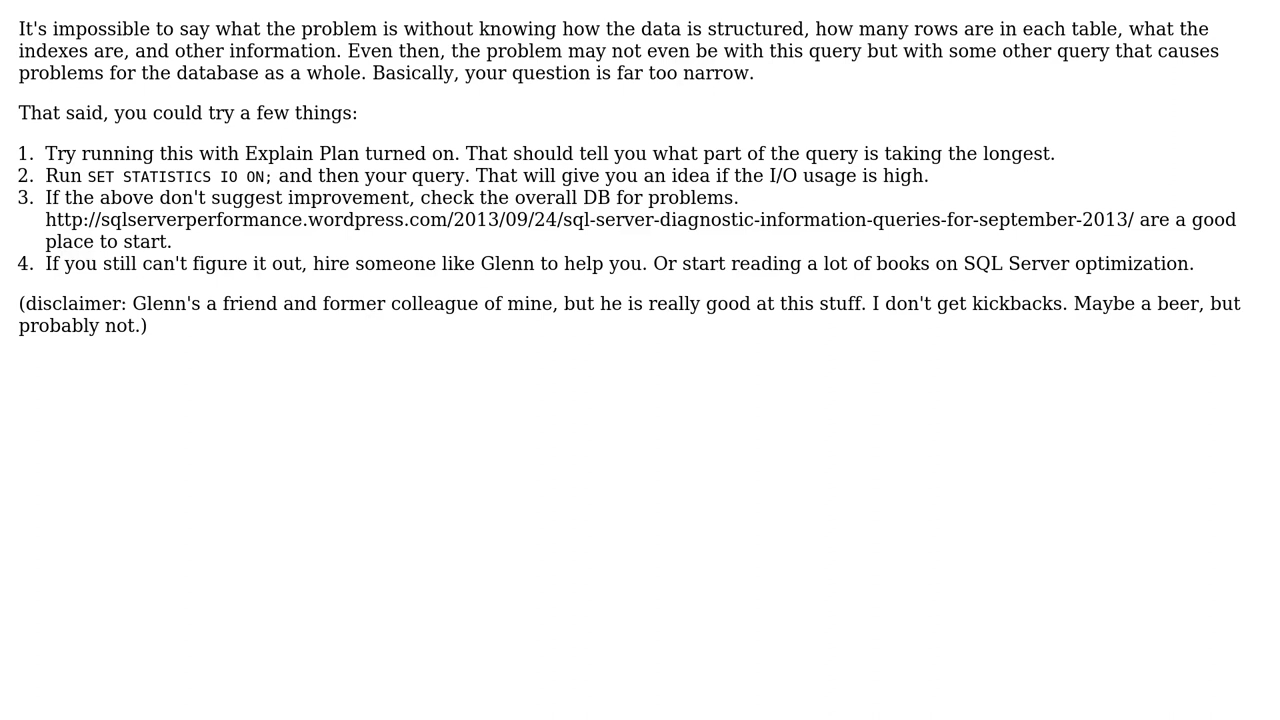 It's impossible to say what the problem is without knowing how the data is structured, how many rows are in each table, what the
indexes are, and other information. Even then, the problem may not even be with this query but with some other query that causes
problems for the database as a whole. Basically, your question is far too narrow.
That said, you could try a few things:
1. Try running this with Explain Plan turned on. That should tell you what part of the query is taking the longest.
2. Run SET STATISTICS IO ON; and then your query. That will give you an idea if the I/O usage is high.
3. If the above don't suggest improvement, check the overall DB for problems.
http://sqlserverperformance.wordpress.com/2013/09/24/sql-server-diagnostic-information-queries-for-september-2013/ are a good
place to start.
4. If you still can't figure it out, hire someone like Glenn to help you. Or start reading a lot of books on SQL Server optimization.
(disclaimer: Glenn's a friend and former colleague of mine, but he is really good at this stuff. I don't get kickbacks. Maybe a beer, but
probably not.)